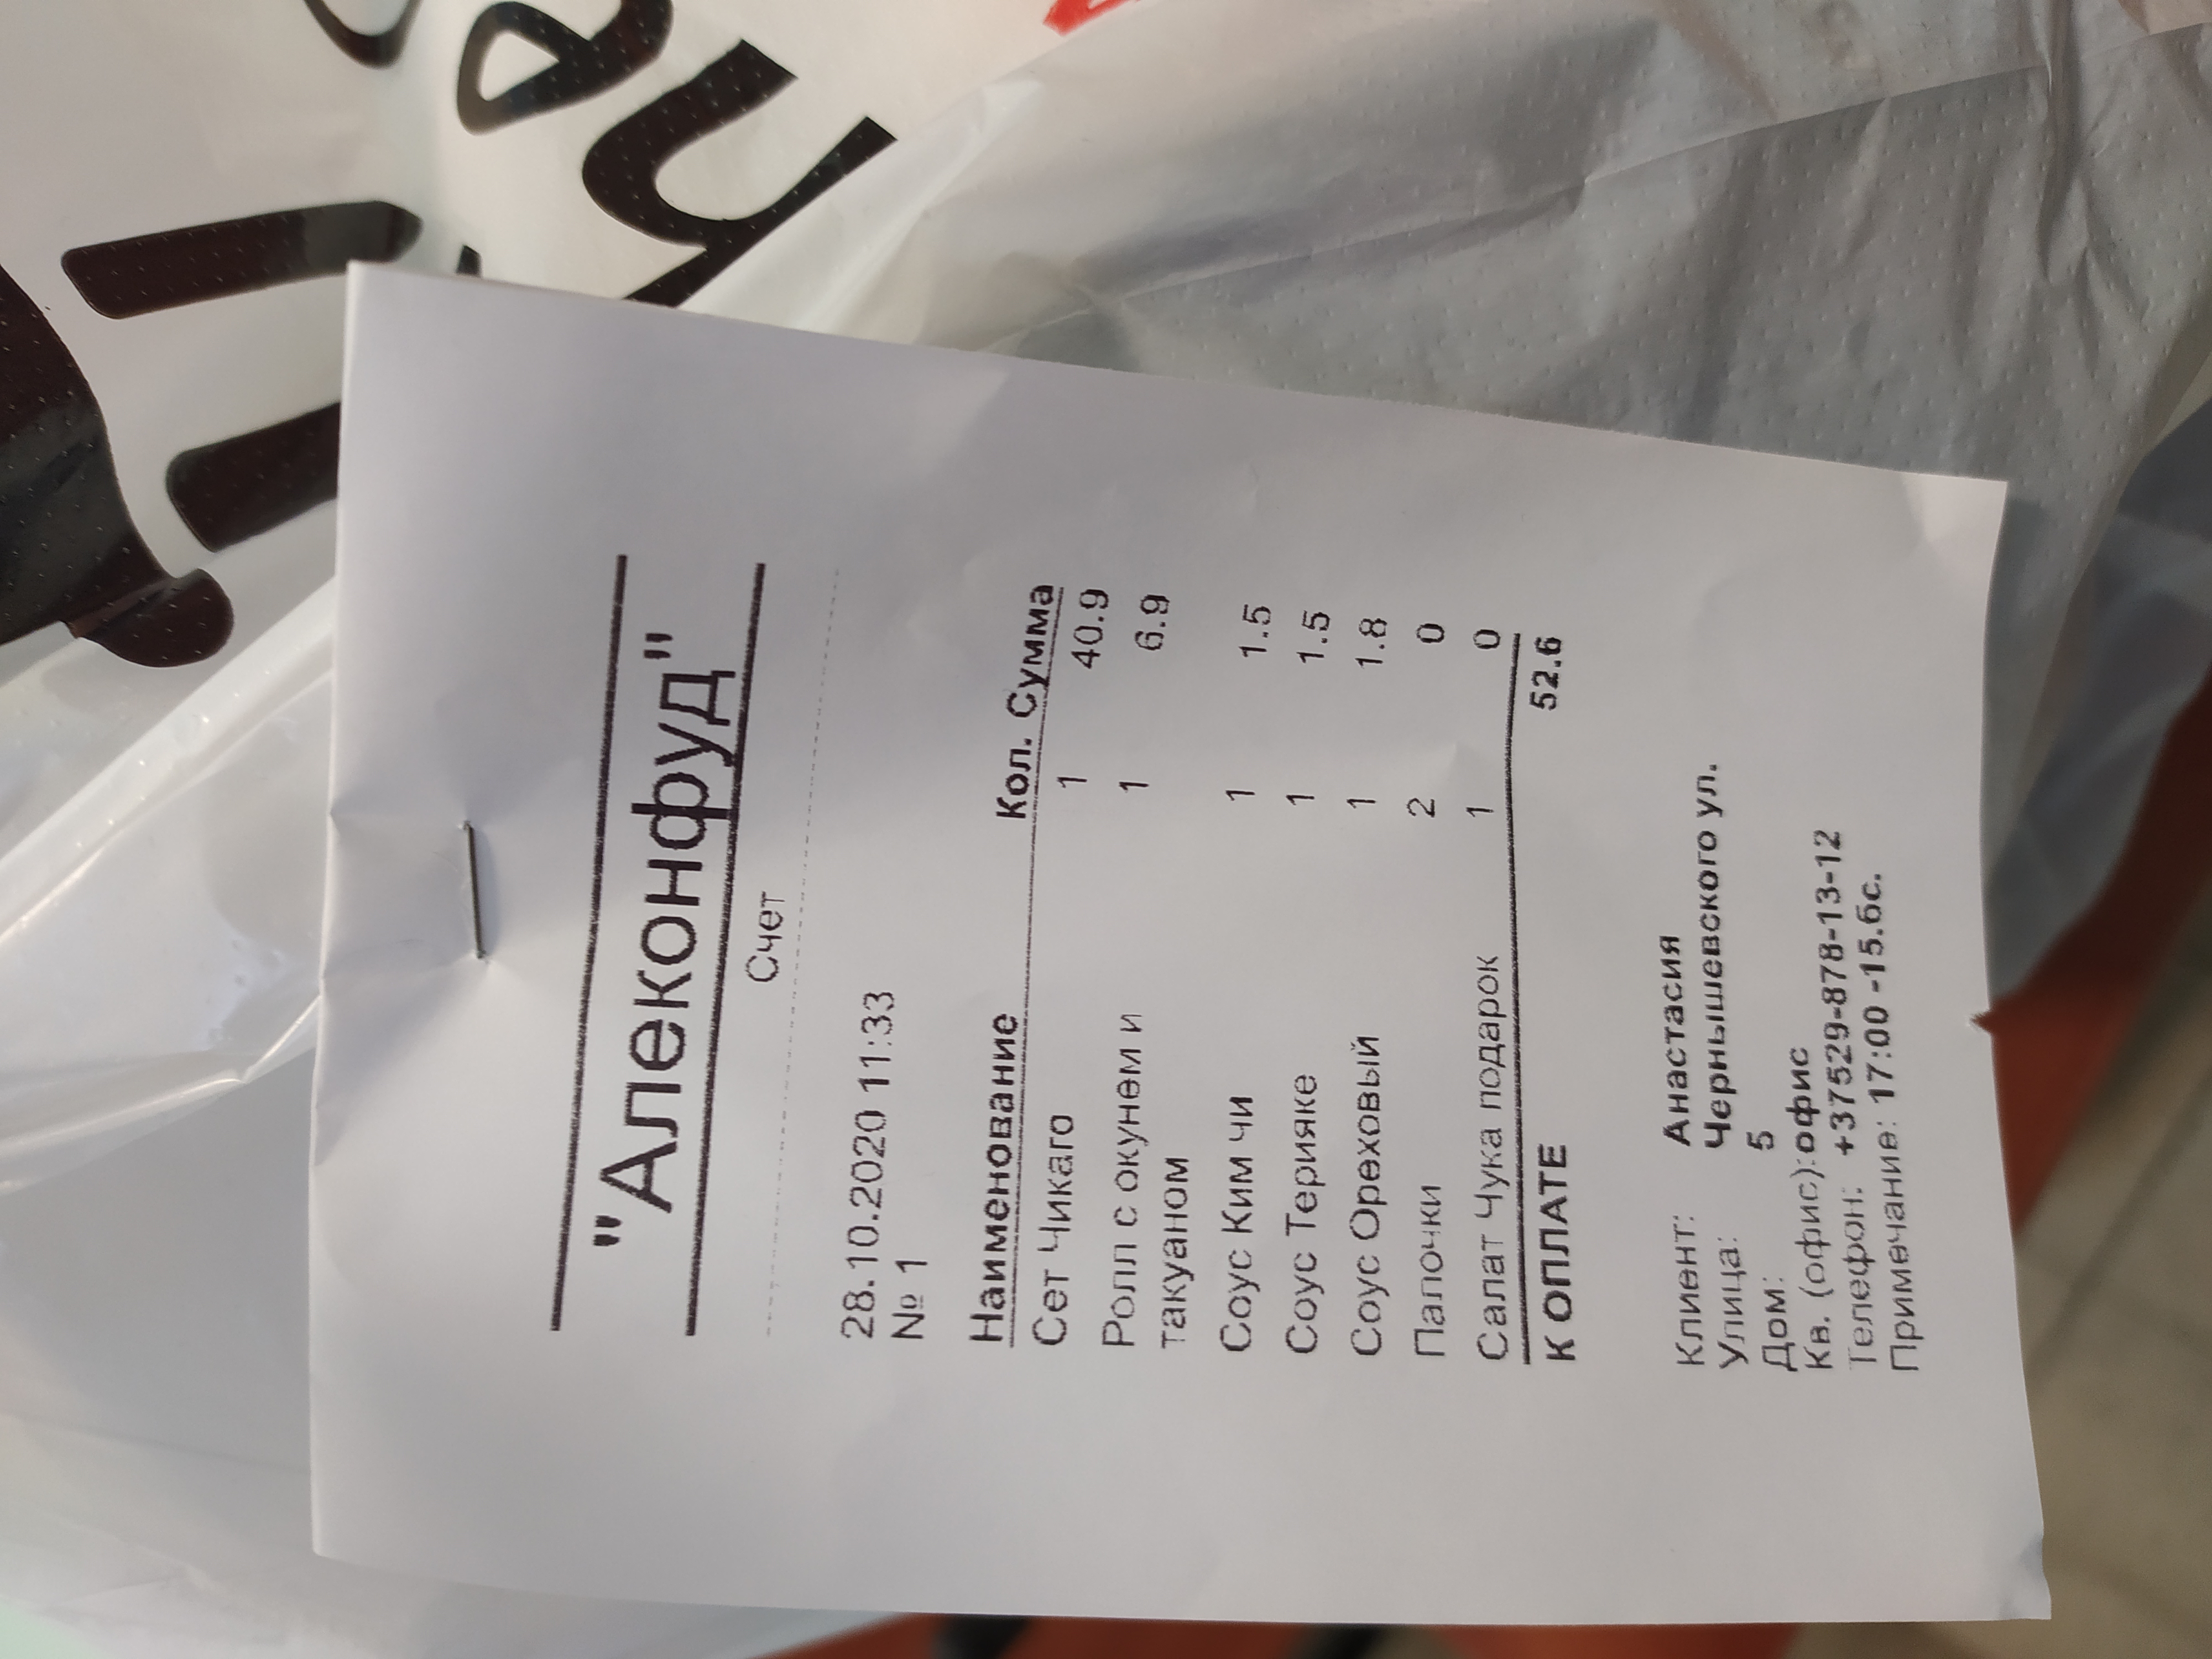 "Алеконфуд"
Счет
28.10.2020 11:33
№ 1
Наименование Кол. Сумма
Сет Чикаго 1 40.9
Ролл с окунем и 1 6.9
такуаном
Соус Ким чи 1 1.5
Соус Терияке 1 1.5
Соус Ореховый 1 1.8
Палочки 2 0
Салат Чука подарок 1 0
К ОПЛАТЕ 52.6
Клиент: Анастасия
Улица: Чернышевского ул.
Дом: 5
Кв. (офис): офис
Телефон: +37529-878-13-12
Примечание: 17:00 -15.бс.